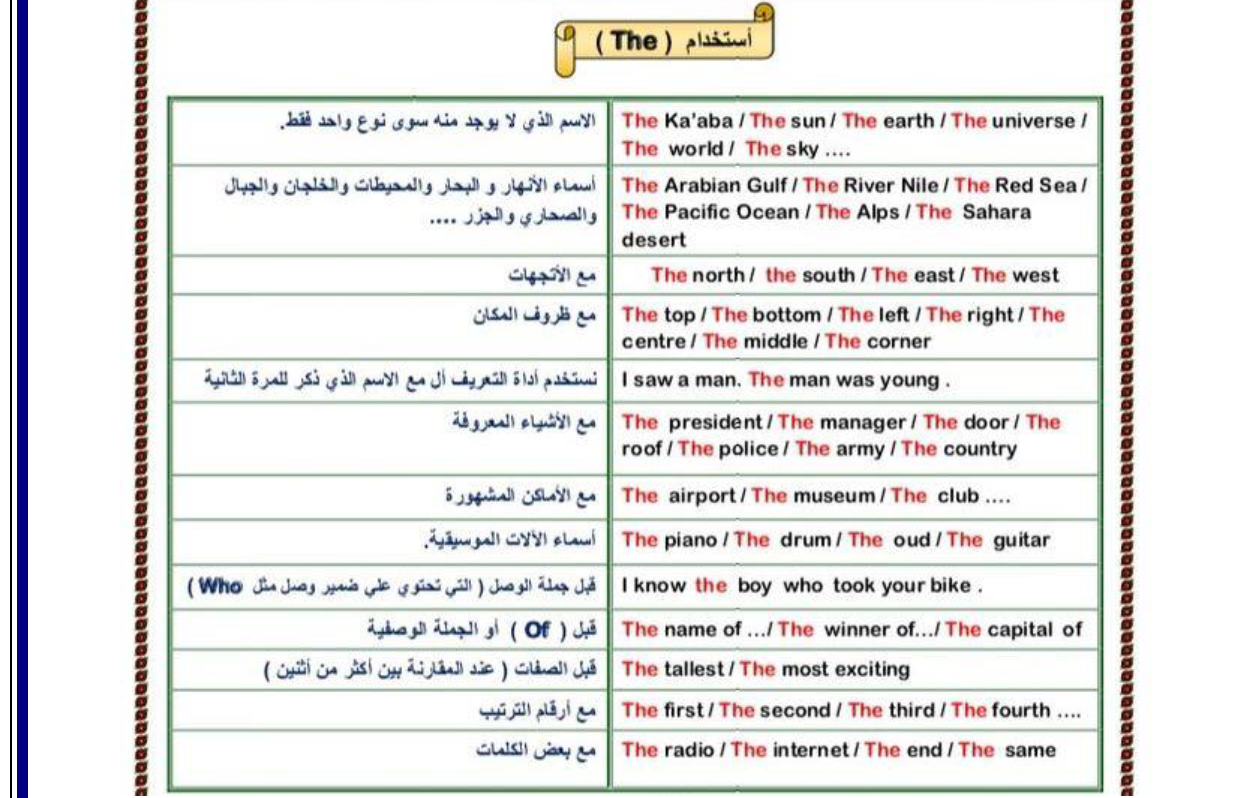 أستخدام ( The )
الاسم الذي لا يوجد منه سوى نوع واحد فقط.
The Ka'aba / The sun / The earth / The universe /
The world / The sky ....
أسماء الأنهار و البحار والمحيطات والخلجان والجبال
والصحاري والجزر ....
The Arabian Gulf / The River Nile / The Red Sea /
The Pacific Ocean / The Alps / The Sahara
desert
مع الأتجهات
The north / the south / The east / The west
مع ظروف المكان
The top / The bottom / The left / The right / The
centre / The middle / The corner
نستخدم أداة التعريف أل مع الاسم الذي ذكر للمرة الثانية
I saw a man. The man was young .
مع الأشياء المعروفة
The president / The manager / The door / The
roof / The police / The army / The country
مع الأماكن المشهورة
The airport / The museum / The club ....
أسماء الآلات الموسيقية.
The piano / The drum / The oud / The guitar
قبل جملة الوصل ( التي تحتوي علي ضمير وصل مثل Who )
I know the boy who took your bike .
قبل ( Of ) أو الجملة الوصفية
The name of .../ The winner of.../ The capital of
قبل الصفات ( عند المقارنة بين أكثر من أثنين )
The tallest / The most exciting
مع أرقام الترتيب
The first / The second / The third / The fourth ....
مع بعض الكلمات
The radio / The internet / The end / The same